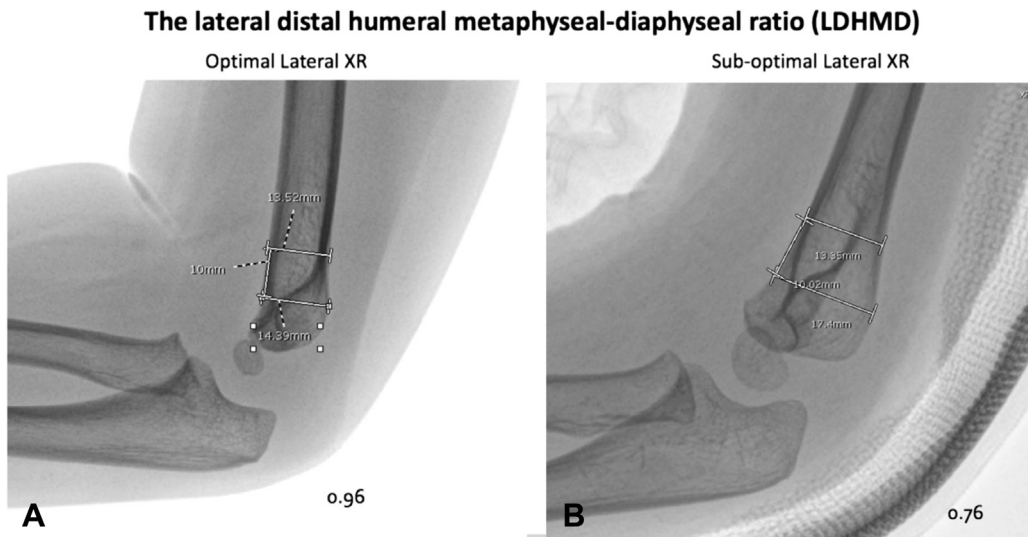 The lateral distal humeral metaphyseal-diaphyseal ratio (LDHMD)
Optimal Lateral XR
Sub-optimal Lateral XR
13.52mm
10mm
14.39mm
13.35mm
10.02mm
17.4mm
A
0.96
B
0.76